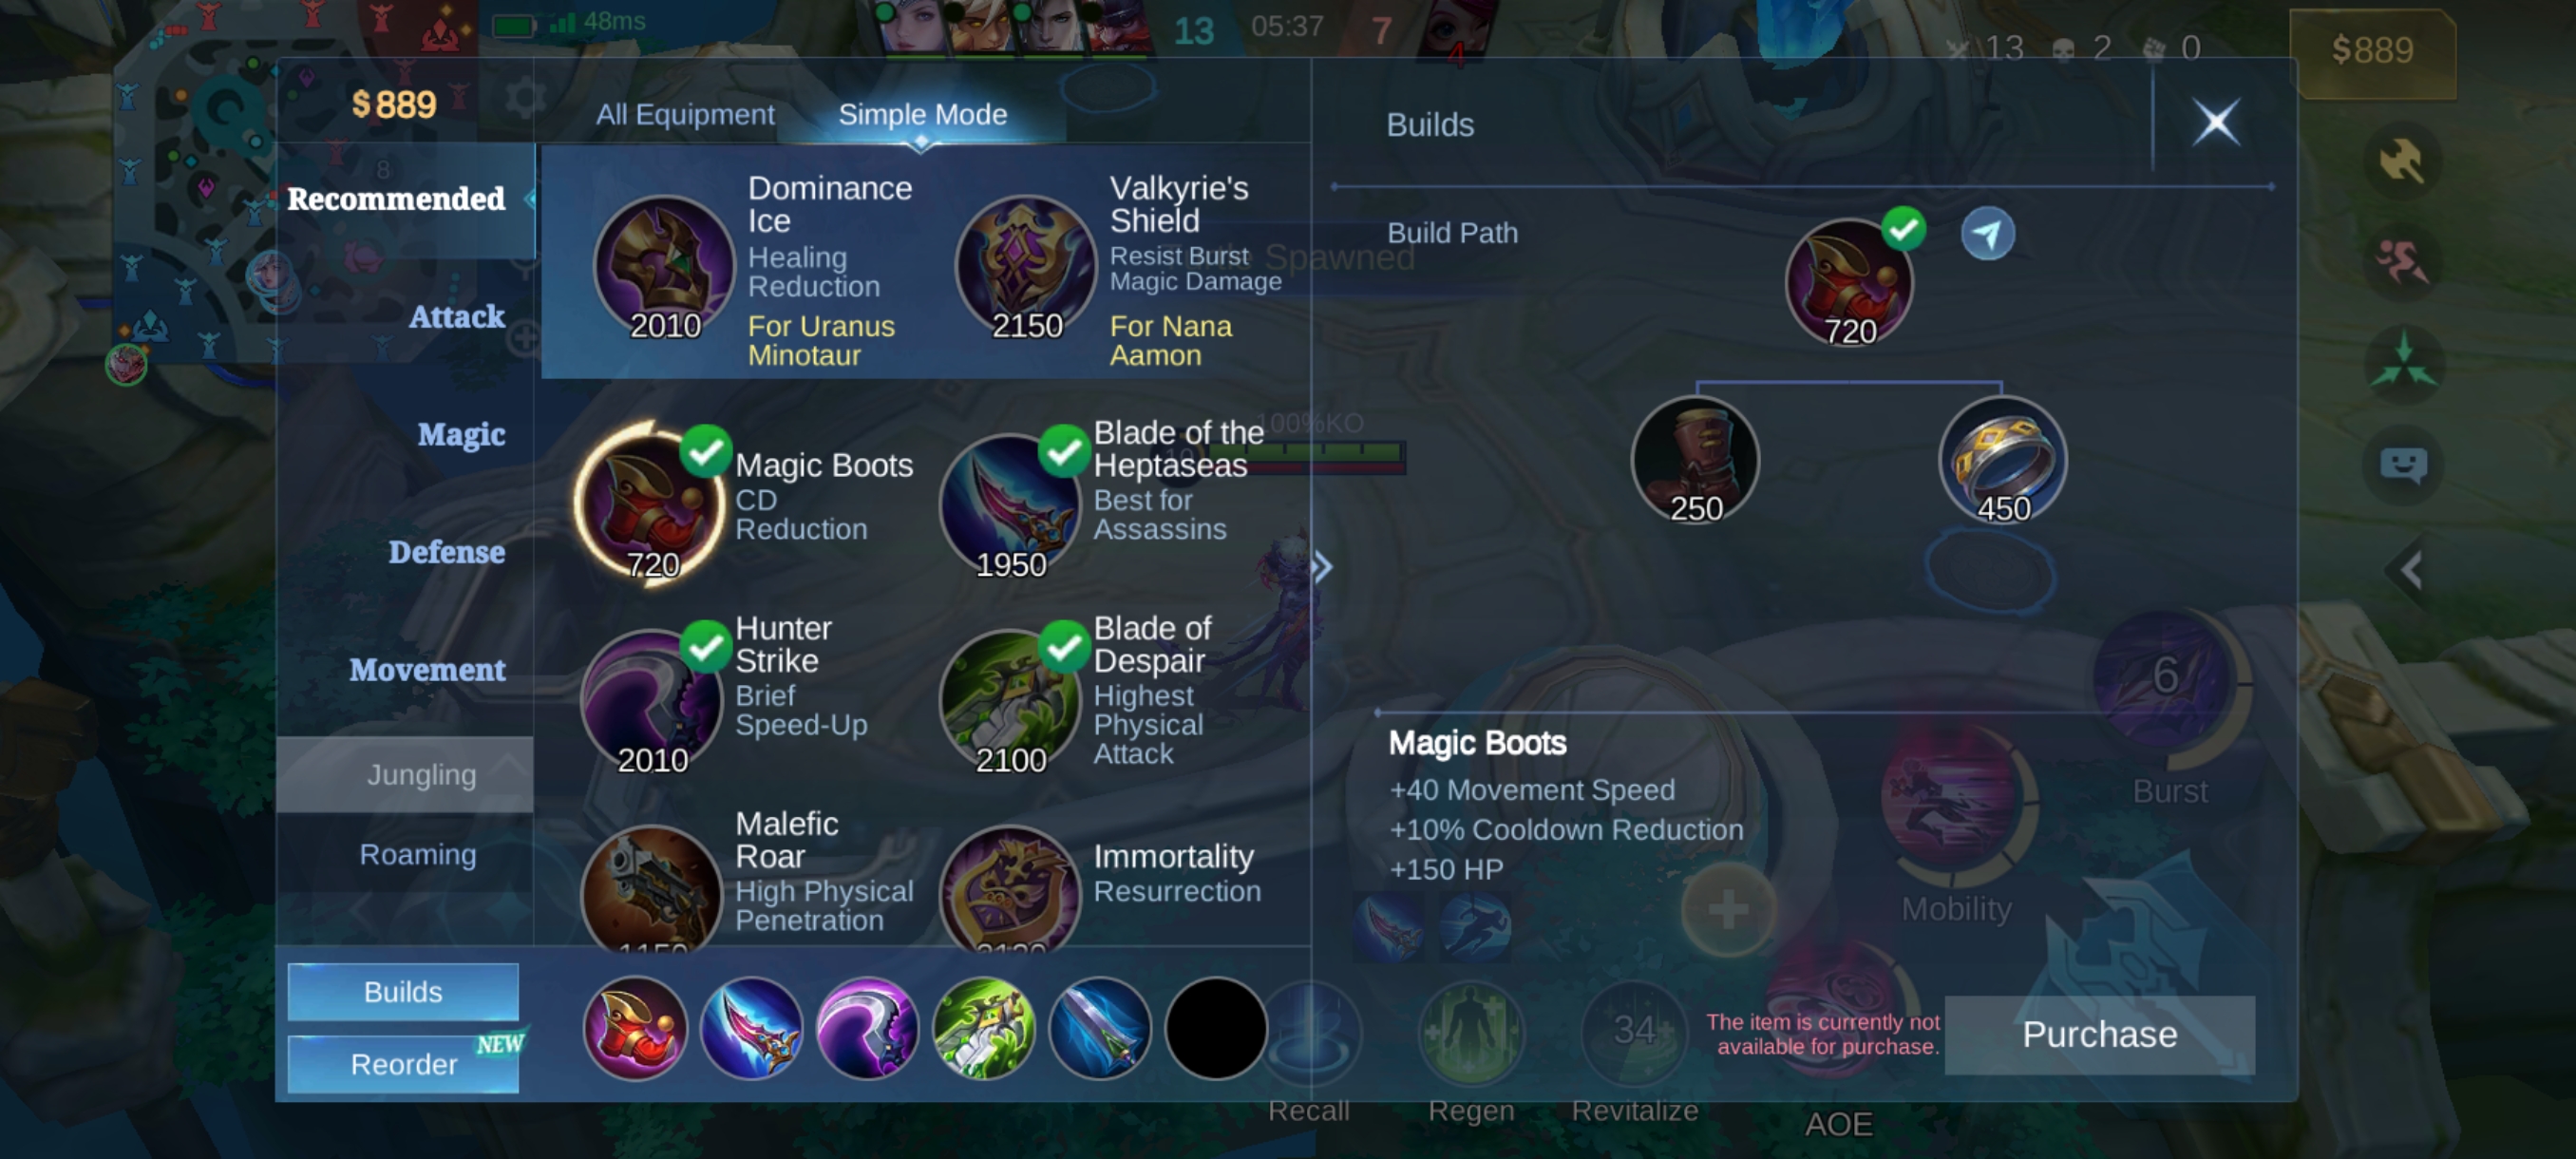 48ms
13
05:37
7
4
13
2
0
$889
$889
All Equipment
Simple Mode
Builds
8
Recommended
Attack
Magic
Defense
Movement
Jungling
Roaming
Dominance
Ice
Healing
Reduction
For Uranus
Minotaur
2010
Valkyrie's
Shield
Resist Burst
Magic Damage
For Nana
Aamon
2150
Spawned
100%KO
Magic Boots
CD
Reduction
720
Blade of the
Heptaseas
Best for
Assassins
1950
Hunter
Strike
Brief
Speed-Up
2010
Blade of
Despair
Highest
Physical
Attack
2100
Malefic
Roar
High Physical
Penetration
Immortality
Resurrection
Build Path
720
250
450
Magic Boots
+40 Movement Speed
+10% Cooldown Reduction
+150 HP
6
Burst
Mobility
Builds
Reorder
NEW
34
The item is currently not
available for purchase.
Purchase
Recall
Regen
Revitalize
AOE